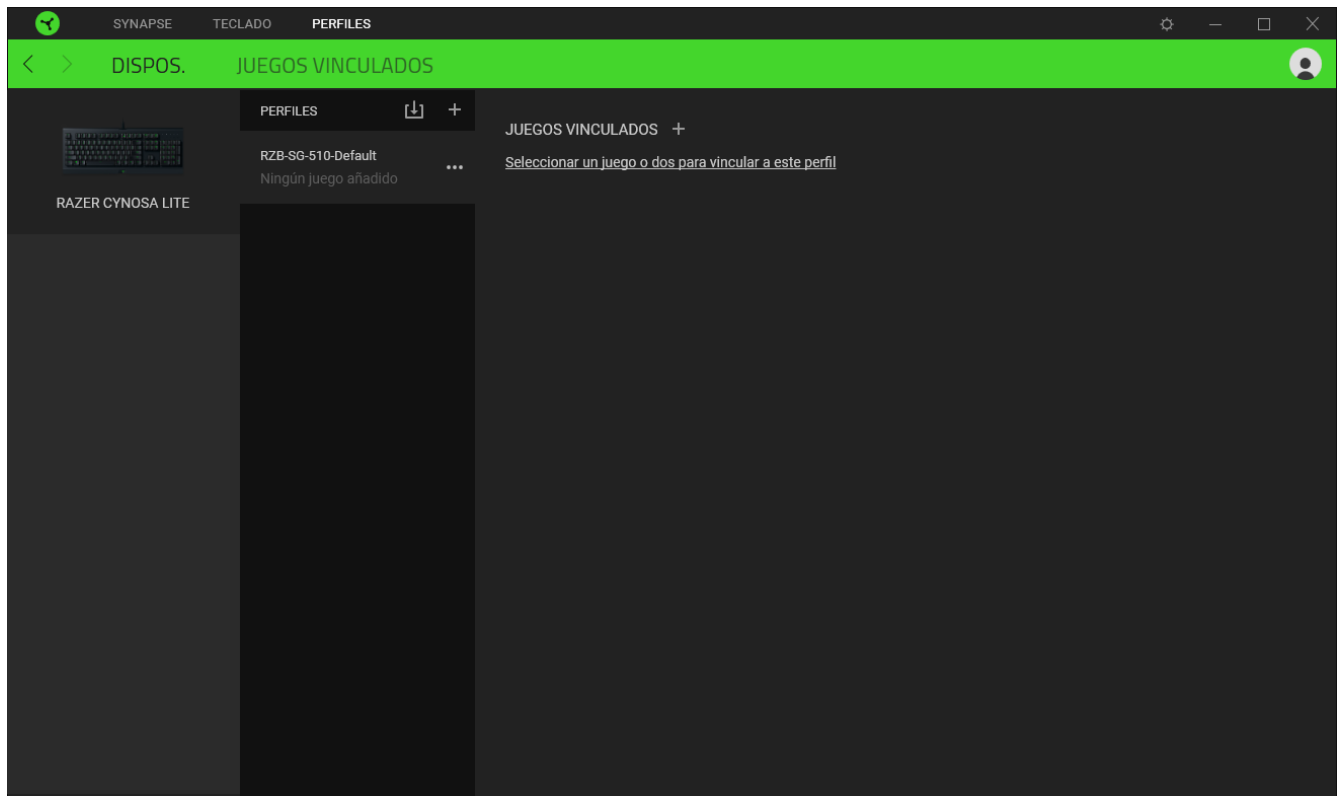 SYNAPSE TECLADO PERFILES
DISPOS. JUEGOS VINCULADOS
RAZER CYNOSA LITE
PERFILES
RZB-SG-510-Default
Ningún juego añadido
JUEGOS VINCULADOS
Seleccionar un juego o dos para vincular a este perfil